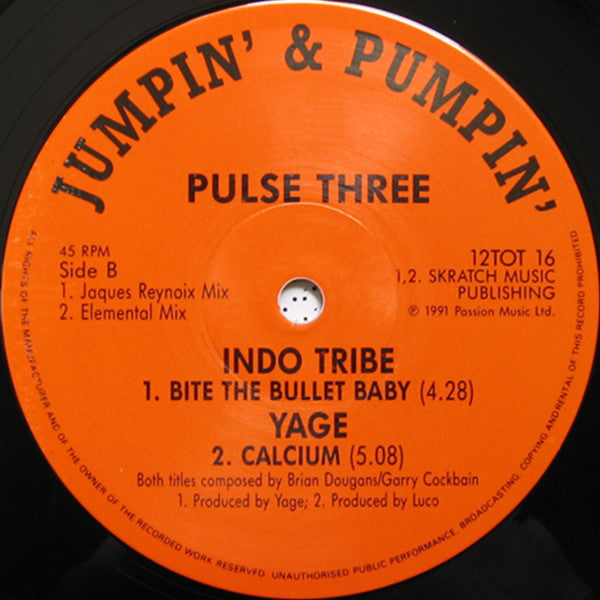 JUMPIN' & PUMPIN'
PULSE THREE
45 RPM
Side B
1. Jaques Reynoix Mix
2. Elemental Mix
12TOT 16
1,2. SKRATCH MUSIC
PUBLISHING
℗ 1991 Passion Music Ltd.
INDO TRIBE
1. BITE THE BULLET BABY (4.28)
YAGE
2. CALCIUM (5.08)
Both titles composed by Brian Dougans/Garry Cockbain
1. Produced by Yage; 2. Produced by Luco
ALL RIGHTS OF THE MANUFACTURER AND OF THE OWNER OF THE RECORDED WORK RESERVED. UNAUTHORISED PUBLIC PERFORMANCE, BROADCASTING, COPYING AND RENTAL OF THIS RECORD PROHIBITED